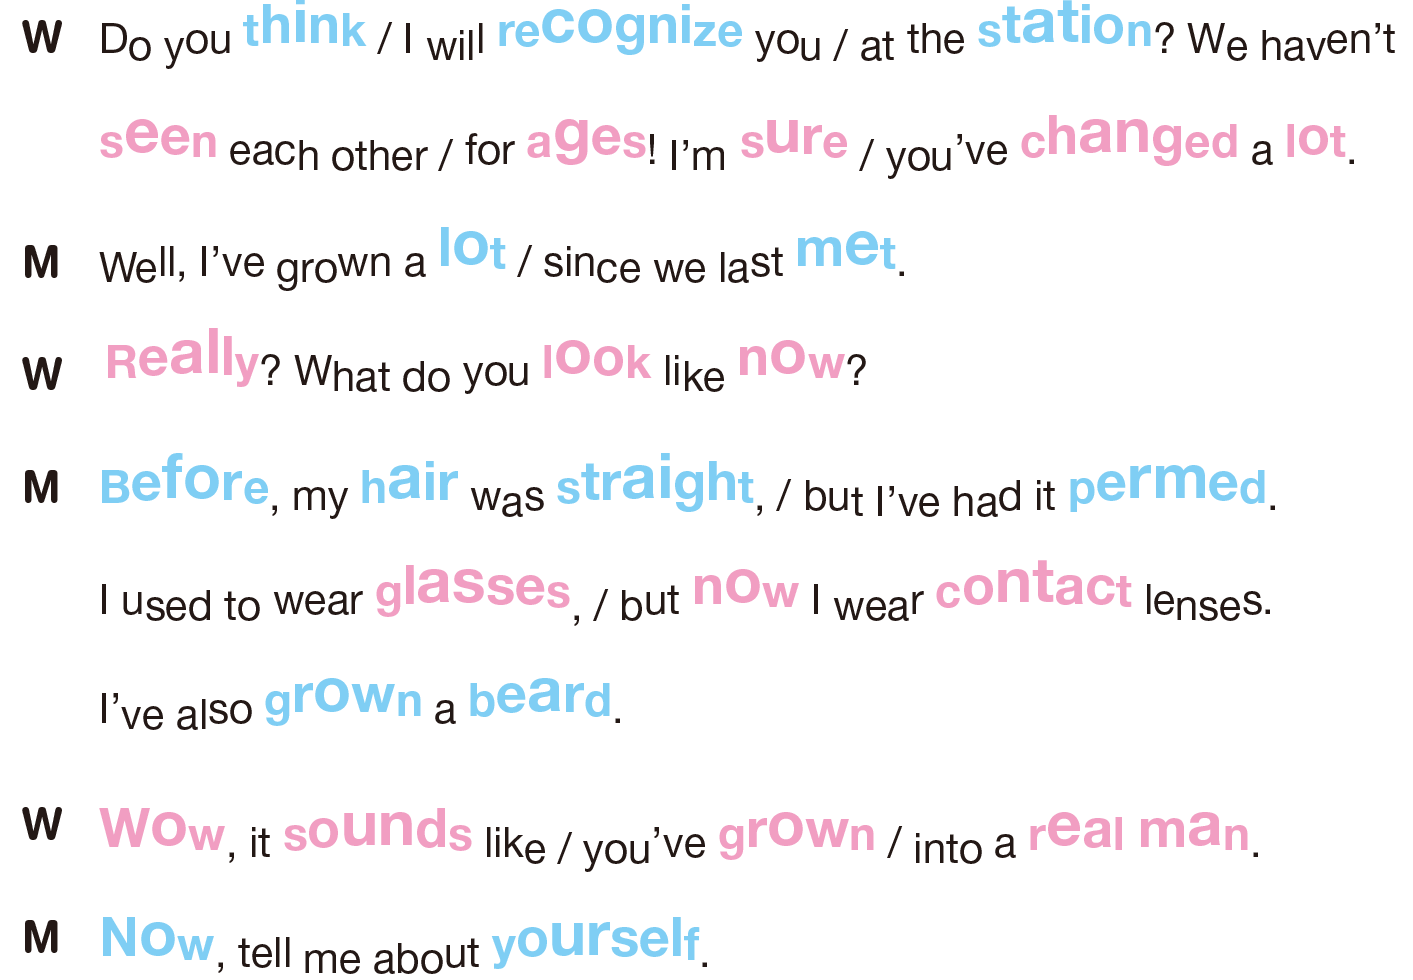 W Do you think / I will recognize you / at the station? We haven't
seen each other / for ages! I'm sure / you've changed a lot.
M Well, I've grown a lot / since we last met.
W Really? What do you look like now?
M Before, my hair was straight, / but I've had it permed.
I used to wear glasses, / but now I wear contact lenses.
I've also grown a beard.
W Wow, it sounds like / you've grown / into a real man.
M Now, tell me about yourself.